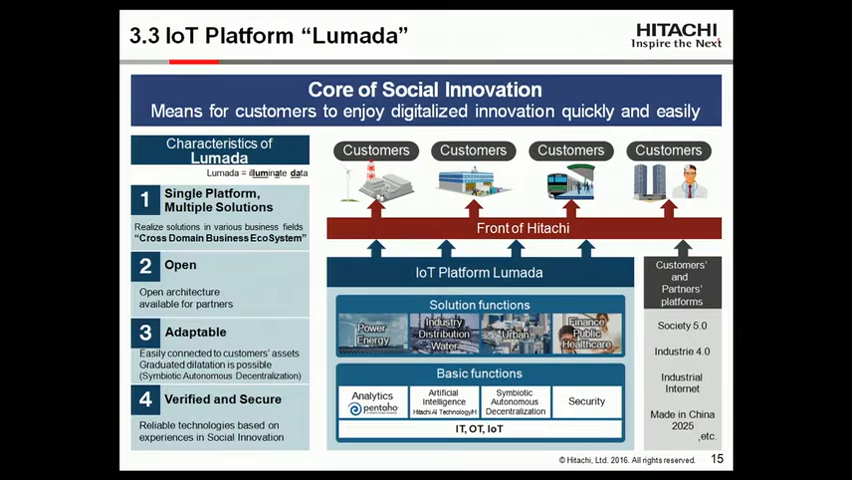 3.3 IoT Platform “Lumada”
HITACHI
Inspire the Next
Core of Social Innovation
Means for customers to enjoy digitalized innovation quickly and easily
Characteristics of
Lumada
Lumada = illuminate data
1
Single Platform,
Multiple Solutions
Realize solutions in various business fields
“Cross Domain Business EcoSystem”
2
Open
Open architecture
available for partners
3
Adaptable
Easily connected to customers’ assets
Graduated dilatation is possible
(Symbiotic Autonomous Decentralization)
4
Verified and Secure
Reliable technologies based on
experiences in Social Innovation
Customers
Customers
Customers
Customers
Front of Hitachi
IoT Platform Lumada
Solution functions
Power
Energy
Industry
Distribution
Water
Urban
Finance
Public
Healthcare
Basic functions
Analytics
pentaho
Artificial
Intelligence
Hitachi AI Technology/H
Symbiotic
Autonomous
Decentralization
Security
IT, OT, IoT
Customers’
and
Partners’
platforms
Society 5.0
Industrie 4.0
Industrial
Internet
Made in China
2025
,etc.
© Hitachi, Ltd. 2016. All rights reserved.
15